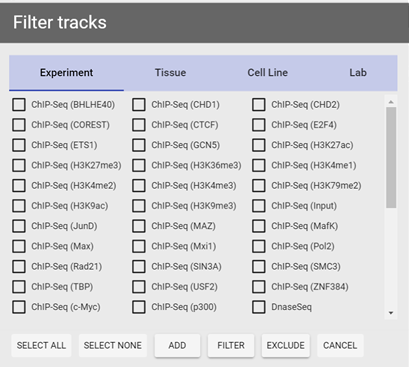 Filter tracks
Experiment Tissue Cell Line Lab
ChIP-Seq (BHLHE40) ChIP-Seq (CHD1) ChIP-Seq (CHD2)
ChIP-Seq (COREST) ChIP-Seq (CTCF) ChIP-Seq (E2F4)
ChIP-Seq (ETS1) ChIP-Seq (GCN5) ChIP-Seq (H3K27ac)
ChIP-Seq (H3K27me3) ChIP-Seq (H3K36me3) ChIP-Seq (H3K4me1)
ChIP-Seq (H3K4me2) ChIP-Seq (H3K4me3) ChIP-Seq (H3K79me2)
ChIP-Seq (H3K9ac) ChIP-Seq (H3K9me3) ChIP-Seq (Input)
ChIP-Seq (JunD) ChIP-Seq (MAZ) ChIP-Seq (MafK)
ChIP-Seq (Max) ChIP-Seq (Mxi1) ChIP-Seq (Pol2)
ChIP-Seq (Rad21) ChIP-Seq (SIN3A) ChIP-Seq (SMC3)
ChIP-Seq (TBP) ChIP-Seq (USF2) ChIP-Seq (ZNF384)
ChIP-Seq (c-Myc) ChIP-Seq (p300) DnaseSeq
SELECT ALL SELECT NONE ADD FILTER EXCLUDE CANCEL